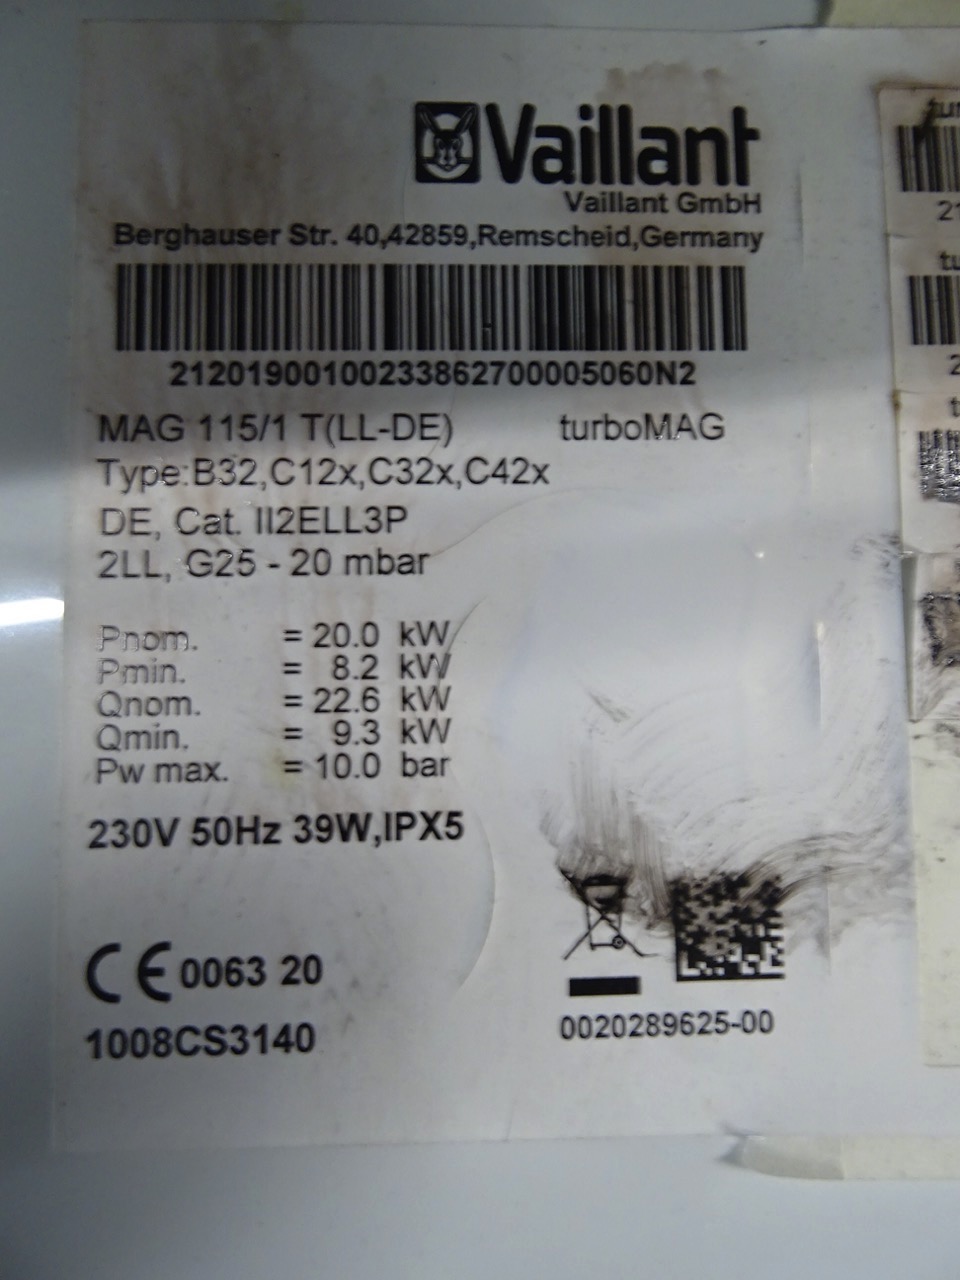 Vaillant
Vaillant GmbH
Berghauser Str. 40,42859,Remscheid,Germany
21201900100233862700005060N2
MAG 115/1 T(LL-DE) turboMAG
Type:B32,C12x,C32x,C42x
DE, Cat. II2ELL3P
2LL, G25 - 20 mbar
Pnom. = 20.0 kW
Pmin. = 8.2 kW
Qnom. = 22.6 kW
Qmin. = 9.3 kW
Pw max. = 10.0 bar
230V 50Hz 39W,IPX5
CE 0063 20
1008CS3140
0020289625-00